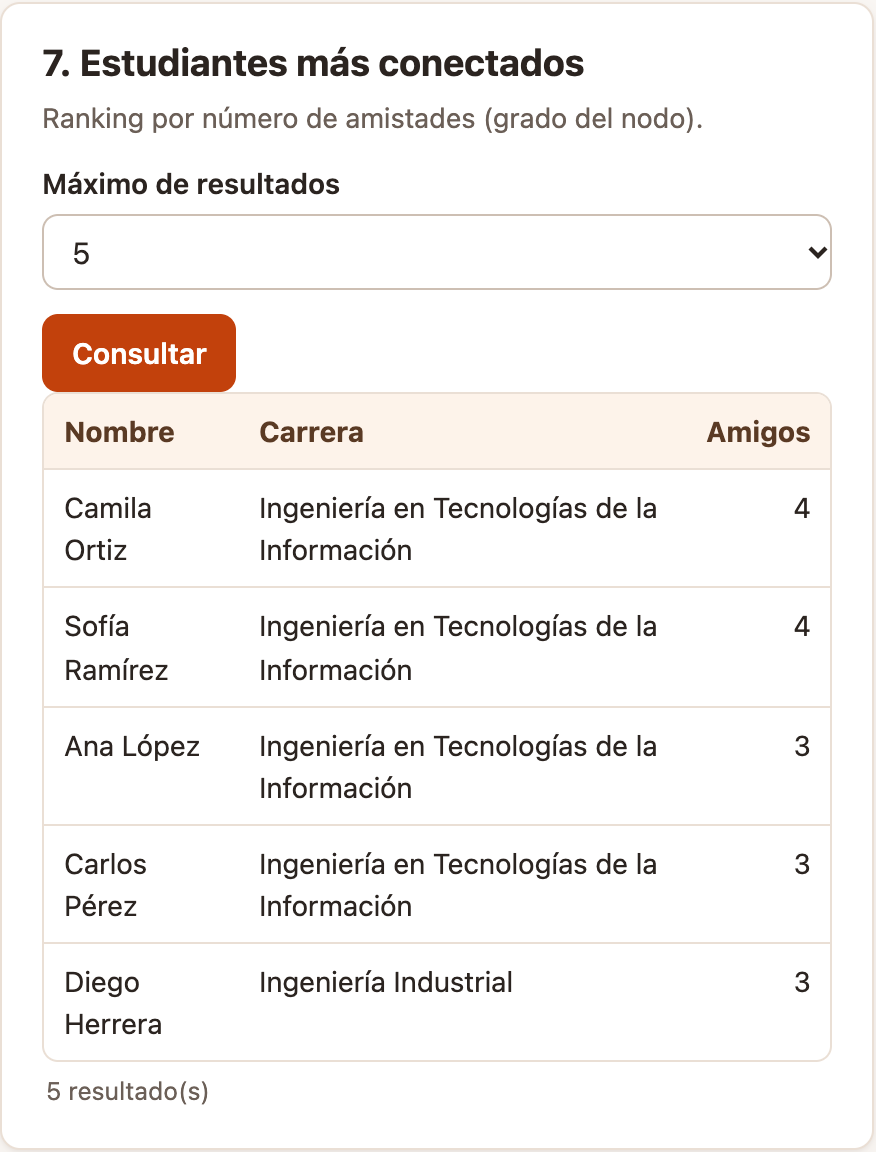 7. Estudiantes más conectados
Ranking por número de amistades (grado del nodo).
Máximo de resultados
5
Consultar
Nombre Carrera Amigos
Camila Ortiz Ingeniería en Tecnologías de la Información 4
Sofía Ramírez Ingeniería en Tecnologías de la Información 4
Ana López Ingeniería en Tecnologías de la Información 3
Carlos Pérez Ingeniería en Tecnologías de la Información 3
Diego Herrera Ingeniería Industrial 3
5 resultado(s)